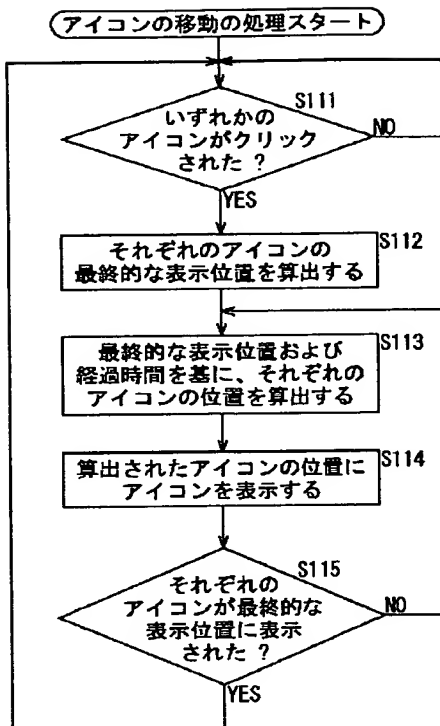 アイコンの移動の処理スタート
S111
いずれかの
アイコンがクリック
された ?
NO
YES
S112
それぞれのアイコンの
最終的な表示位置を算出する
S113
最終的な表示位置および
経過時間を基に、それぞれの
アイコンの位置を算出する
S114
算出されたアイコンの位置に
アイコンを表示する
S115
それぞれの
アイコンが最終的な
表示位置に表示
された ?
NO
YES